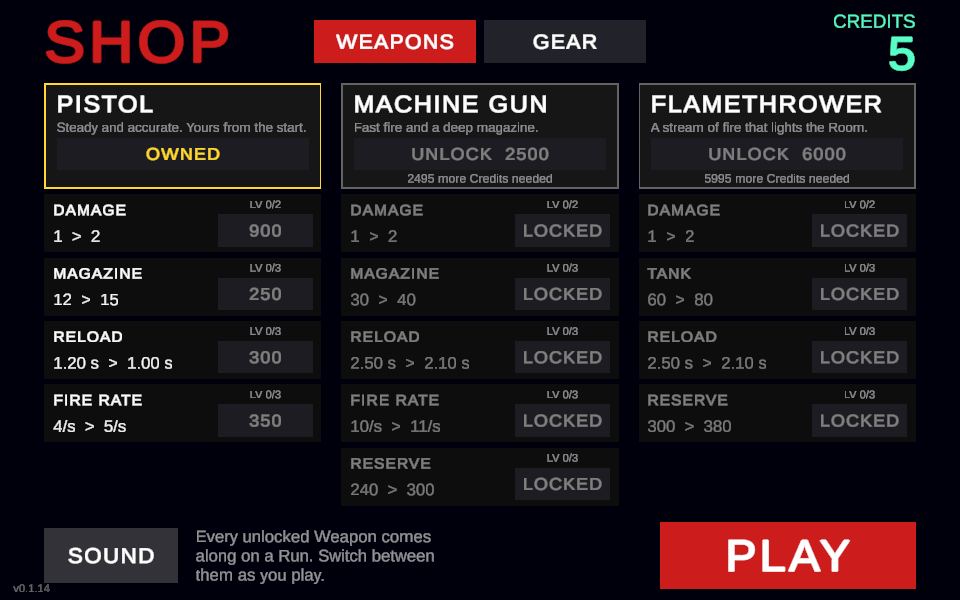 SHOP
WEAPONS
GEAR
CREDITS
5
PISTOL
Steady and accurate. Yours from the start.
OWNED
DAMAGE
LV 0/2
1 > 2
900
MAGAZINE
LV 0/3
12 > 15
250
RELOAD
LV 0/3
1.20 s > 1.00 s
300
FIRE RATE
LV 0/3
4/s > 5/s
350
MACHINE GUN
Fast fire and a deep magazine.
UNLOCK 2500
2495 more Credits needed
DAMAGE
LV 0/2
1 > 2
LOCKED
MAGAZINE
LV 0/3
30 > 40
LOCKED
RELOAD
LV 0/3
2.50 s > 2.10 s
LOCKED
FIRE RATE
LV 0/3
10/s > 11/s
LOCKED
RESERVE
LV 0/3
240 > 300
LOCKED
FLAMETHROWER
A stream of fire that lights the Room.
UNLOCK 6000
5995 more Credits needed
DAMAGE
LV 0/2
1 > 2
LOCKED
TANK
LV 0/3
60 > 80
LOCKED
RELOAD
LV 0/3
2.50 s > 2.10 s
LOCKED
RESERVE
LV 0/3
300 > 380
LOCKED
SOUND
Every unlocked Weapon comes
along on a Run. Switch between
them as you play.
PLAY
v0.1.14